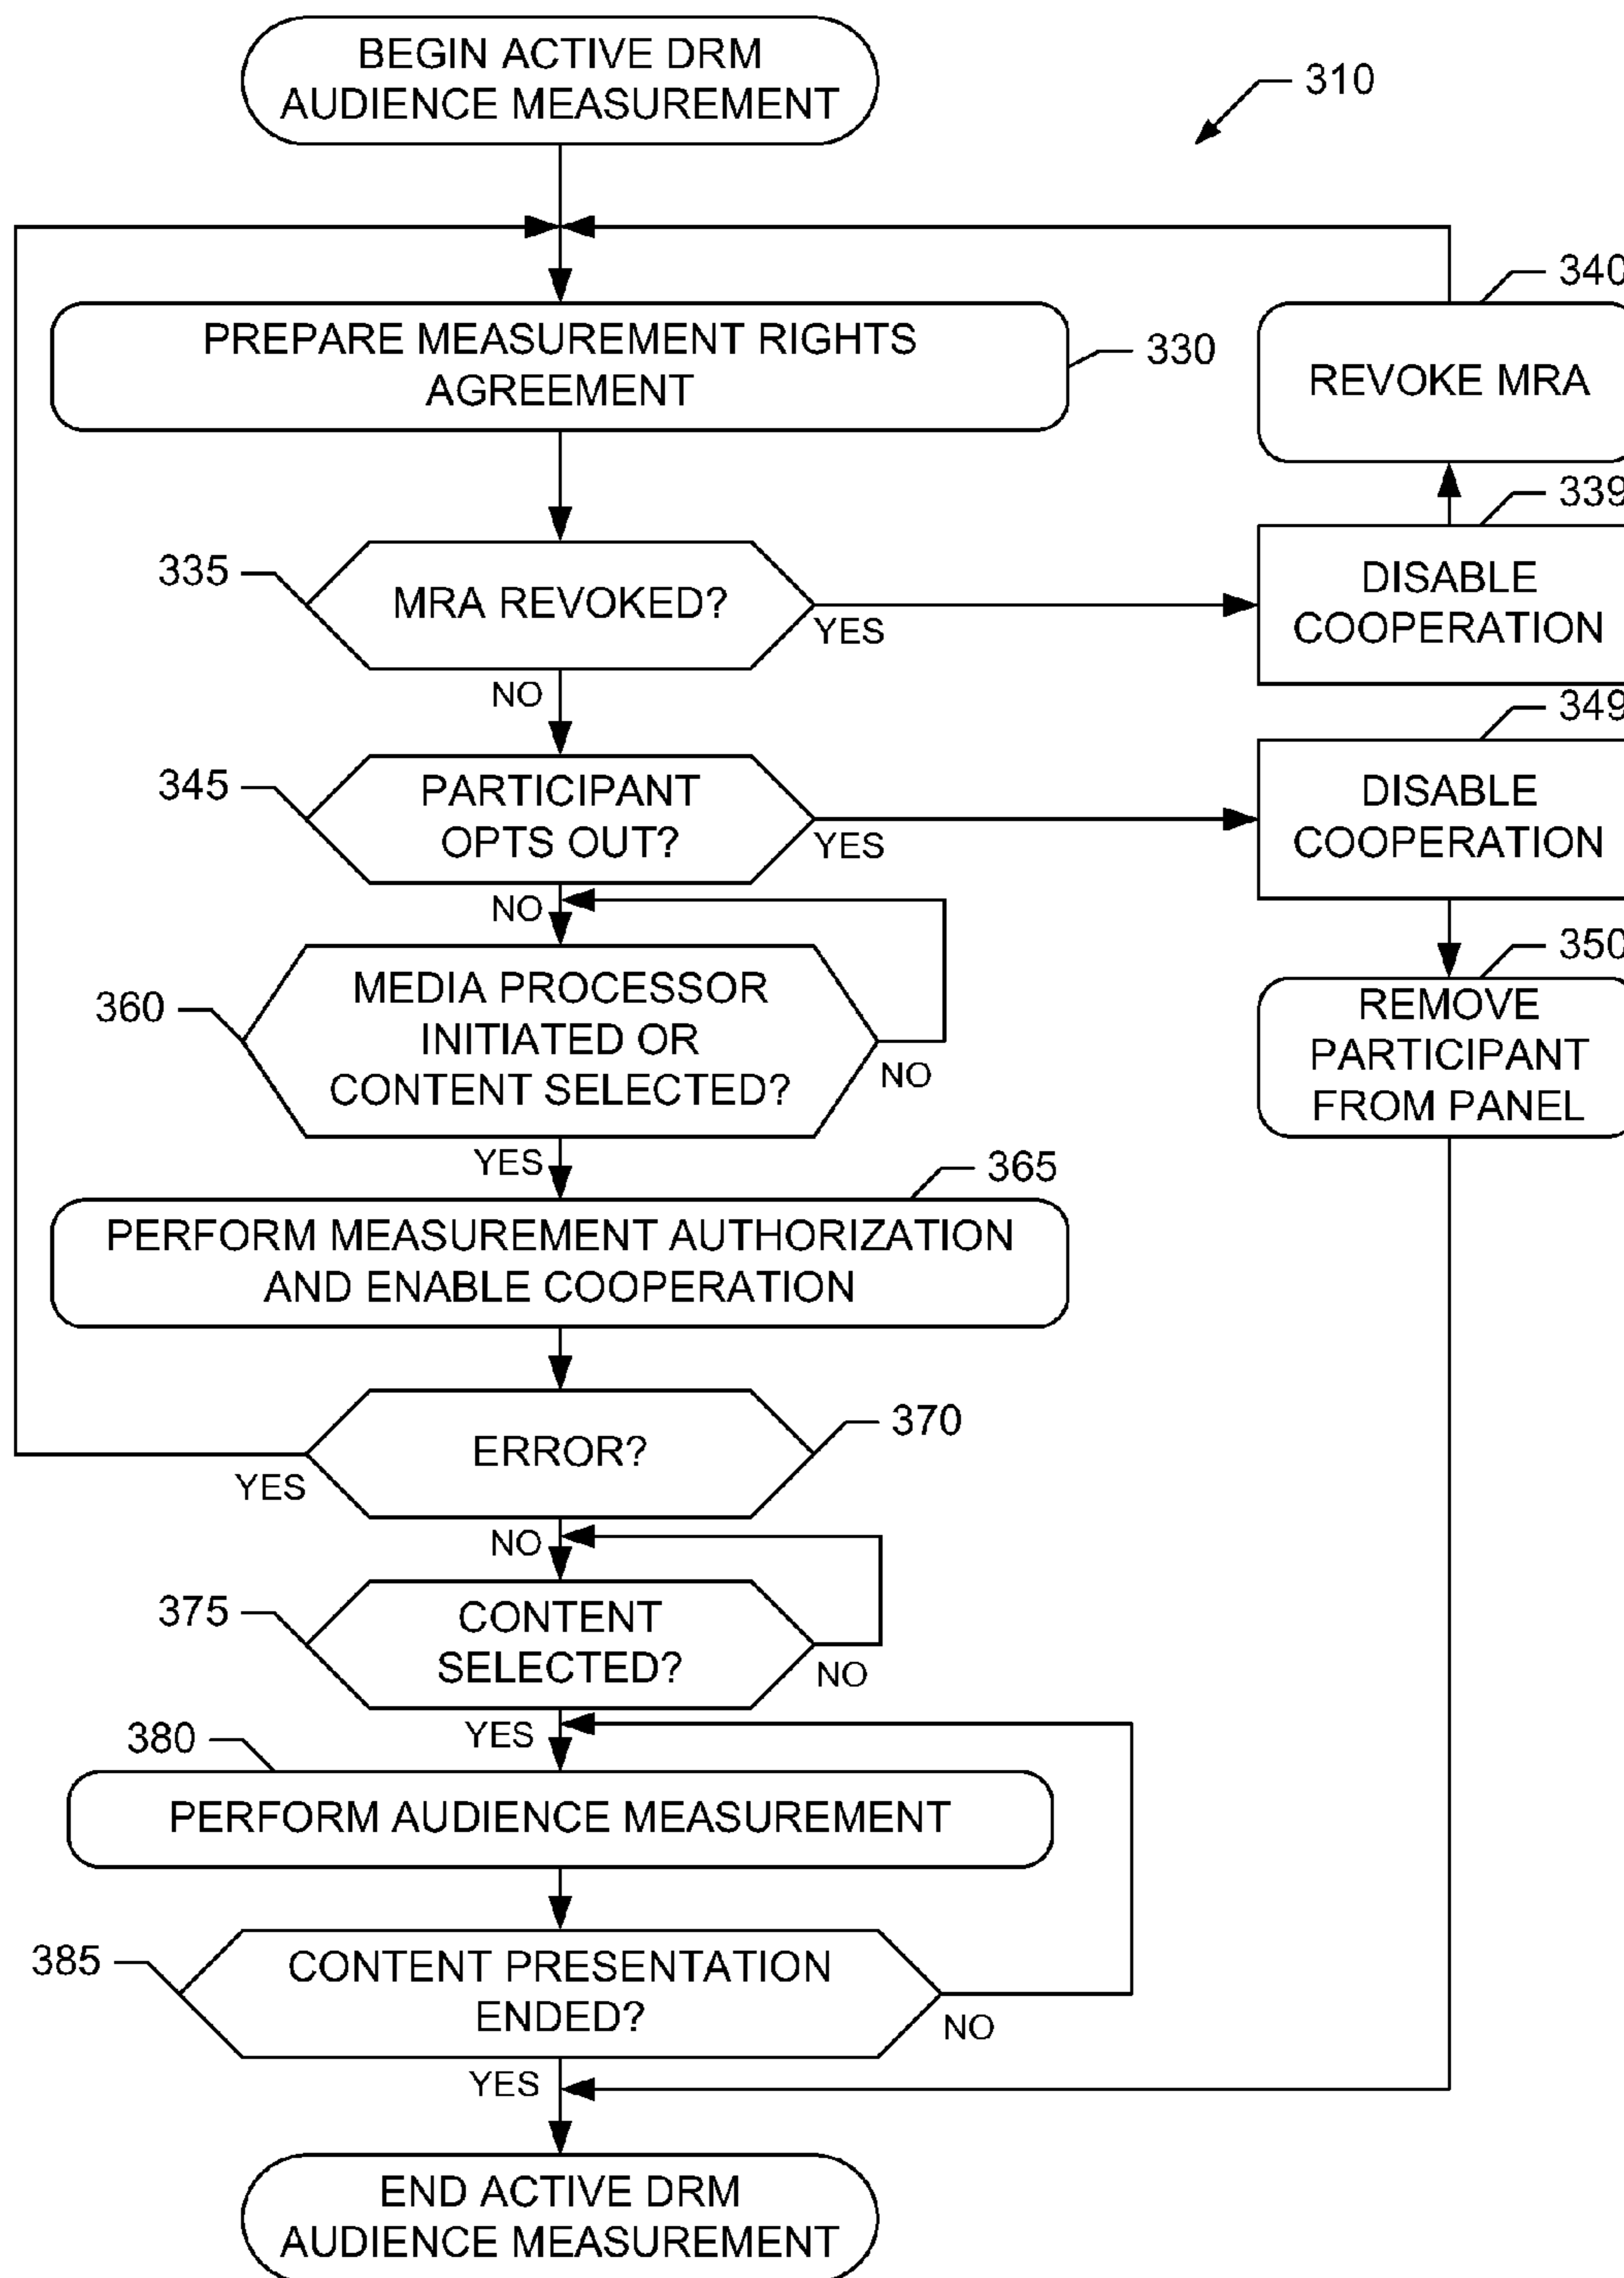 BEGIN ACTIVE DRM
AUDIENCE MEASUREMENT
310
PREPARE MEASUREMENT RIGHTS
AGREEMENT
330
340
REVOKE MRA
335
MRA REVOKED?
YES
NO
339
DISABLE
COOPERATION
345
PARTICIPANT
OPTS OUT?
YES
NO
349
DISABLE
COOPERATION
360
MEDIA PROCESSOR
INITIATED OR
CONTENT SELECTED?
NO
YES
350
REMOVE
PARTICIPANT
FROM PANEL
365
PERFORM MEASUREMENT AUTHORIZATION
AND ENABLE COOPERATION
370
ERROR?
YES
NO
375
CONTENT
SELECTED?
NO
YES
380
PERFORM AUDIENCE MEASUREMENT
385
CONTENT PRESENTATION
ENDED?
NO
YES
END ACTIVE DRM
AUDIENCE MEASUREMENT